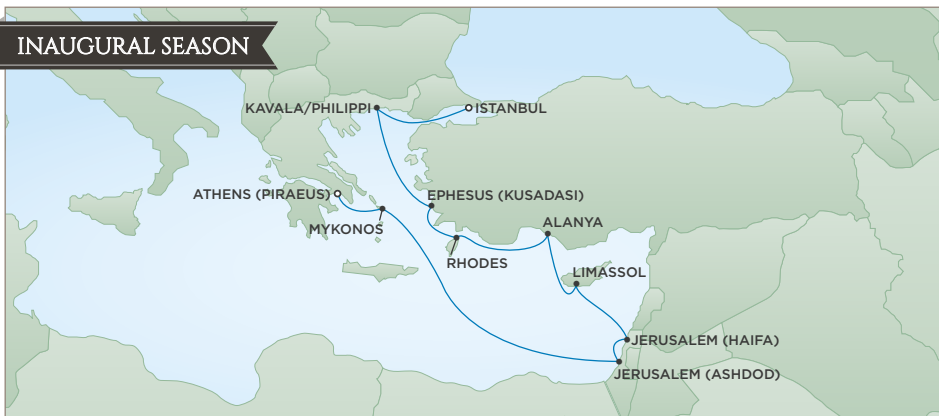 INAUGURAL SEASON
KAVALA/PHILIPPI
ISTANBUL
ATHENS (PIRAEUS)
EPHESUS (KUSADASI)
MYKONOS
ALANYA
RHODES
LIMASSOL
JERUSALEM (HAIFA)
JERUSALEM (ASHDOD)